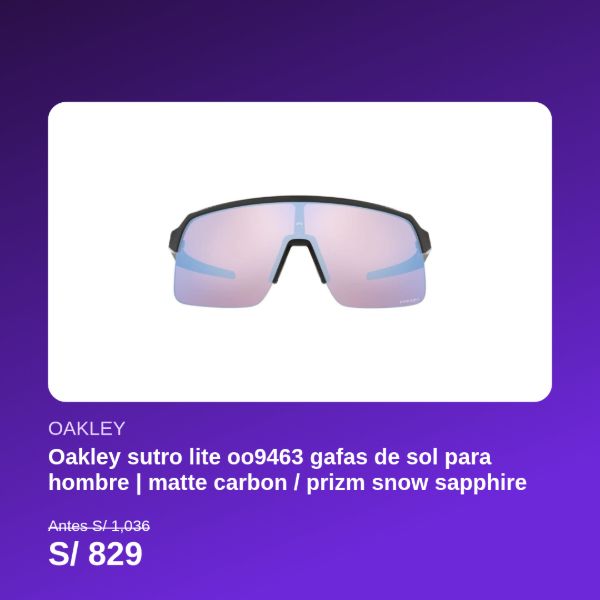 OAKLEY
Oakley sutro lite oo9463 gafas de sol para
hombre | matte carbon / prizm snow sapphire
Antes S/ 1,036
S/ 829